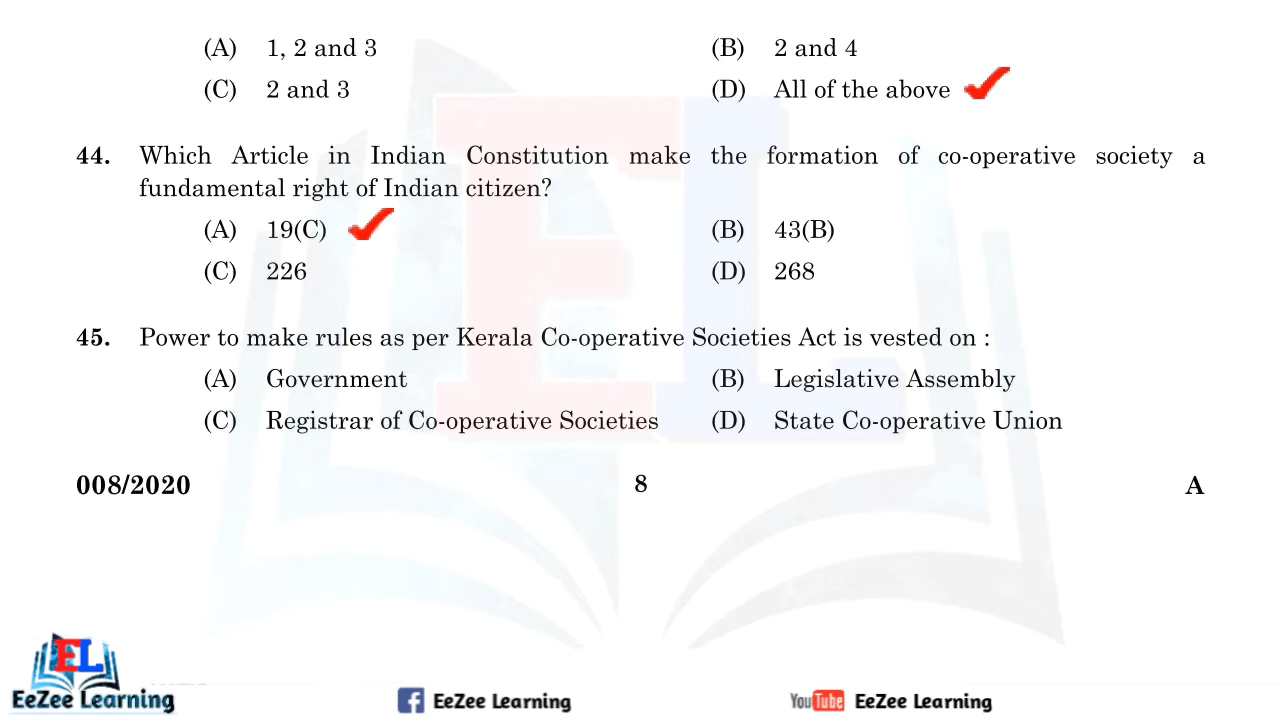 (A) 1, 2 and 3 (B) 2 and 4
(C) 2 and 3 (D) All of the above
44. Which Article in Indian Constitution make the formation of co-operative society a
fundamental right of Indian citizen?
(A) 19(C) (B) 43(B)
(C) 226 (D) 268
45. Power to make rules as per Kerala Co-operative Societies Act is vested on :
(A) Government (B) Legislative Assembly
(C) Registrar of Co-operative Societies (D) State Co-operative Union
008/2020 8 A
EL
EL
EeZee Learning
f EeZee Learning
YouTube EeZee Learning